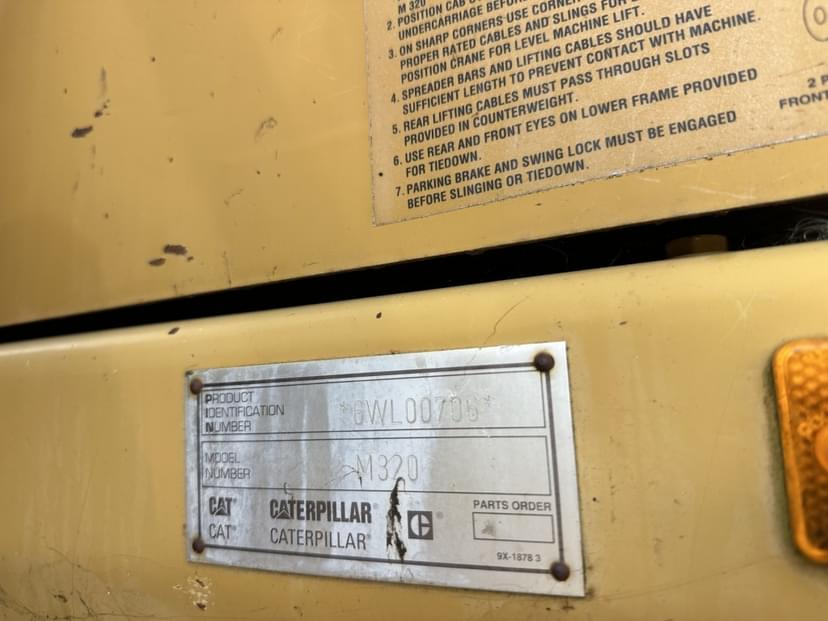 M 320
2. POSITION CAB
UNDERCARRIAGE BEFORE
3. ON SHARP CORNERS USE CORNER
PROPER RATED CABLES AND SLINGS FOR
POSITION CRANE FOR LEVEL MACHINE LIFT.
4. SPREADER BARS AND LIFTING CABLES SHOULD HAVE
SUFFICIENT LENGTH TO PREVENT CONTACT WITH MACHINE.
5. REAR LIFTING CABLES MUST PASS THROUGH SLOTS
PROVIDED IN COUNTERWEIGHT.
6. USE REAR AND FRONT EYES ON LOWER FRAME PROVIDED
FOR TIEDOWN.
7. PARKING BRAKE AND SWING LOCK MUST BE ENGAGED
BEFORE SLINGING OR TIEDOWN.
FRONT
PRODUCT
IDENTIFICATION
NUMBER
*6WL00706*
MODEL
NUMBER
M320
CAT® CATERPILLAR® C®
CAT® CATERPILLAR®
PARTS ORDER
9X-1878 3